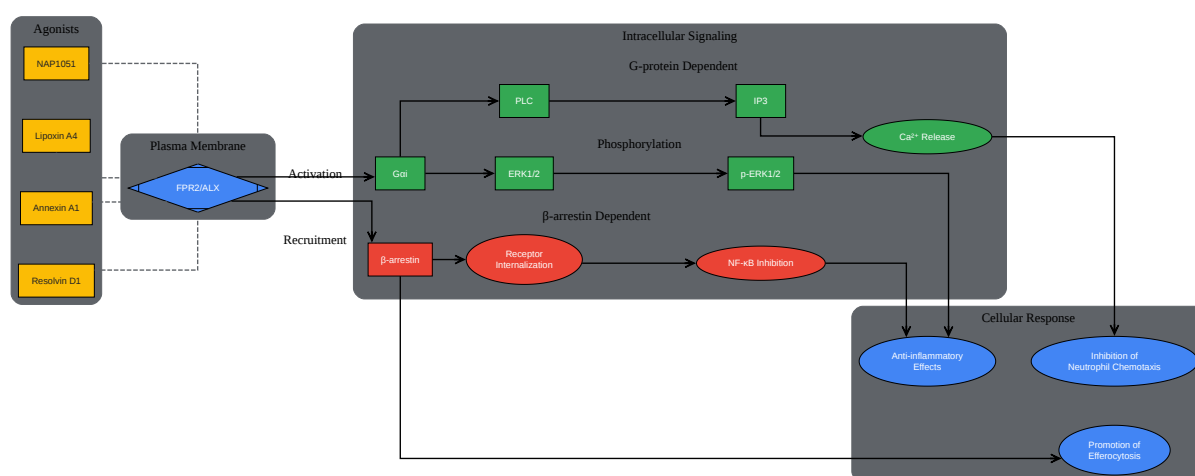 Agonists
NAP1051
Lipoxin A4
Annexin A1
Resolvin D1
Plasma Membrane
FPR2/ALX
Activation
Recruitment
Intracellular Signaling
G-protein Dependent
PLC
IP3
Ca²⁺ Release
Phosphorylation
Gαi
ERK1/2
p-ERK1/2
β-arrestin Dependent
β-arrestin
Receptor
Internalization
NF-κB Inhibition
Cellular Response
Anti-inflammatory
Effects
Inhibition of
Neutrophil Chemotaxis
Promotion of
Efferocytosis